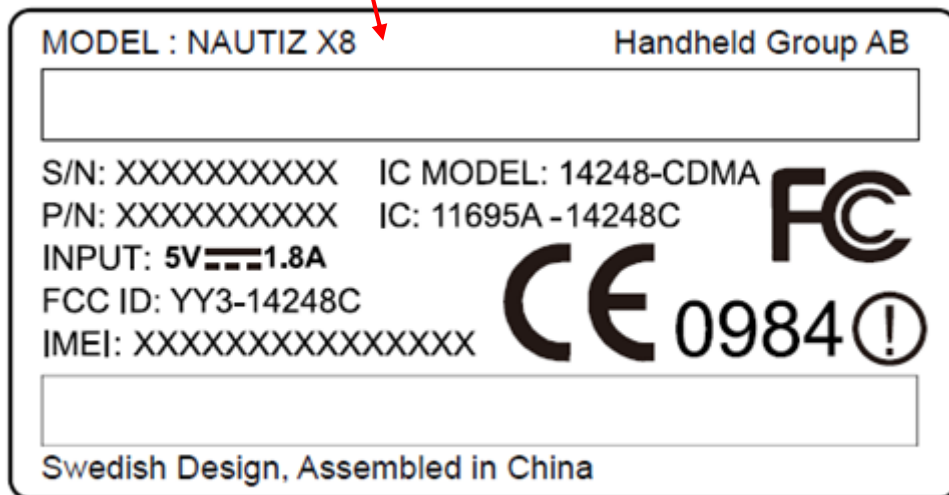 MODEL : NAUTIZ X8 Handheld Group AB
S/N: XXXXXXXXXX IC MODEL: 14248-CDMA
P/N: XXXXXXXXXX IC: 11695A-14248C
FC
INPUT: 5V⎓1.8A
FCC ID: YY3-14248C
CE 0984 !
IMEI: XXXXXXXXXXXXXXX
Swedish Design, Assembled in China